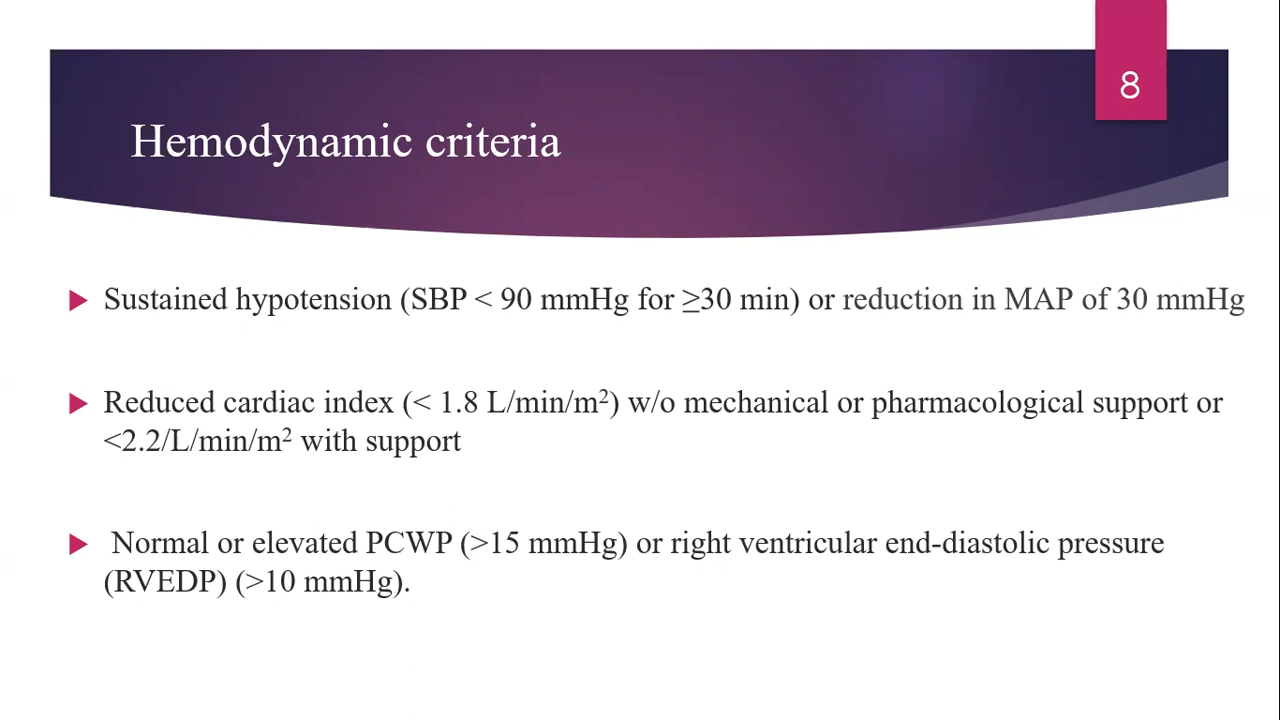 8
Hemodynamic criteria
Sustained hypotension (SBP < 90 mmHg for ≥30 min) or reduction in MAP of 30 mmHg
Reduced cardiac index (< 1.8 L/min/m²) w/o mechanical or pharmacological support or
<2.2/L/min/m² with support
Normal or elevated PCWP (>15 mmHg) or right ventricular end-diastolic pressure
(RVEDP) (>10 mmHg).